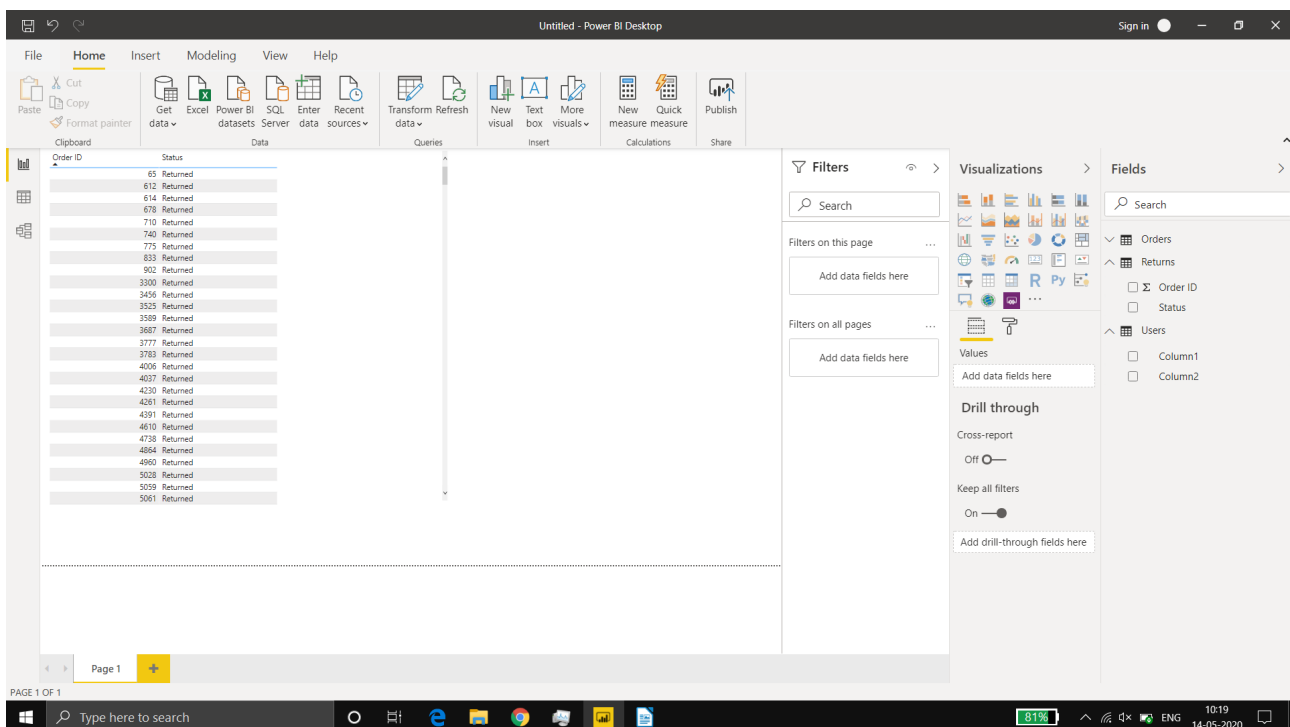 Untitled - Power BI Desktop
Sign in
File Home Insert Modeling View Help
Paste
Cut
Copy
Format painter
Clipboard
Get data
Excel
Power BI datasets
SQL Server
Enter data
Recent sources
Data
Transform data
Refresh
Queries
New visual
Text box
More visuals
Insert
New measure
Quick measure
Calculations
Publish
Share
Order ID Status
65 Returned
612 Returned
614 Returned
678 Returned
710 Returned
740 Returned
775 Returned
833 Returned
902 Returned
3300 Returned
3456 Returned
3525 Returned
3589 Returned
3687 Returned
3777 Returned
3783 Returned
4006 Returned
4037 Returned
4230 Returned
4261 Returned
4391 Returned
4610 Returned
4738 Returned
4864 Returned
4960 Returned
5028 Returned
5059 Returned
5061 Returned
Filters
Search
Filters on this page ...
Add data fields here
Filters on all pages ...
Add data fields here
Visualizations
123
R Py
...
Values
Add data fields here
Drill through
Cross-report
Off
Keep all filters
On
Add drill-through fields here
Fields
Search
Orders
Returns
Σ Order ID
Status
Users
Column1
Column2
Page 1 +
PAGE 1 OF 1
Type here to search
81%
ENG
10:19
14-05-2020